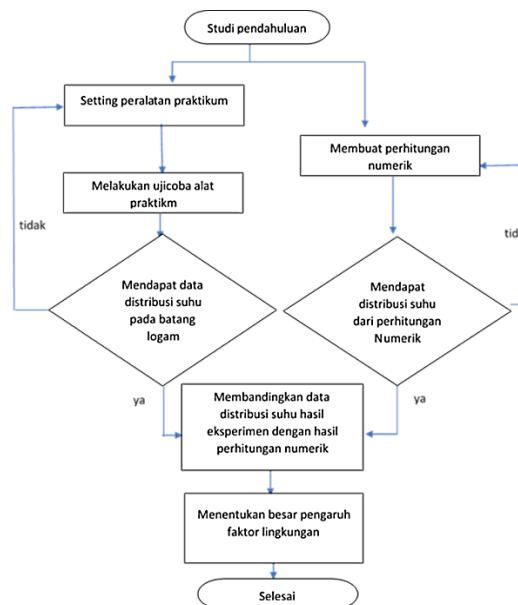 Studi pendahuluan
Setting peralatan praktikum
Membuat perhitungan
numerik
Melakukan ujicoba alat
praktikm
tidak
Mendapat data
distribusi suhu
pada batang
logam
Mendapat
distribusi suhu
dari perhitungan
Numerik
tid
ya
ya
Membandingkan data
distribusi suhu hasil
eksperimen dengan hasil
perhitungan numerik
Menentukan besar pengaruh
faktor lingkungan
Selesai